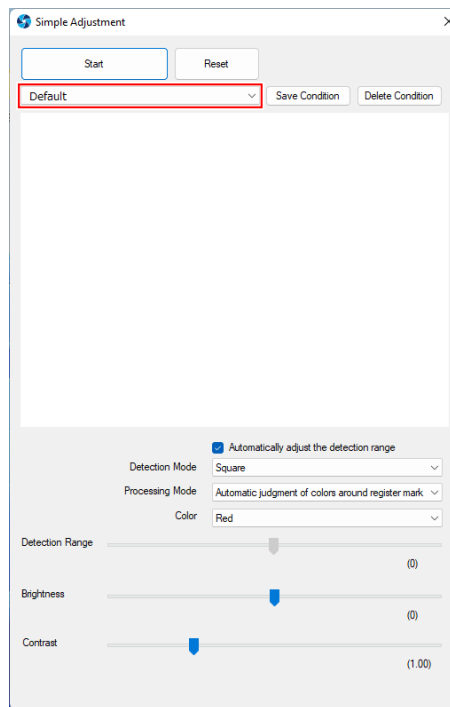 Simple Adjustment
Start Reset
Default Save Condition Delete Condition
Automatically adjust the detection range
Detection Mode Square
Processing Mode Automatic judgment of colors around register mark
Color Red
Detection Range
(0)
Brightness
(0)
Contrast
(1.00)